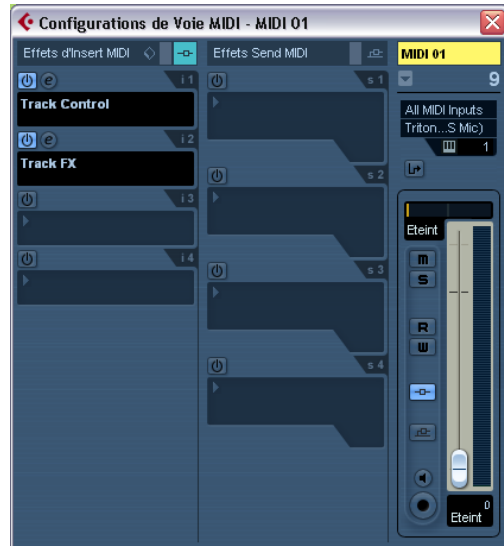 Configurations de Voie MIDI - MIDI 01
Effets d'Insert MIDI
Effets Send MIDI
MIDI 01
i 1
s 1
9
Track Control
All MIDI Inputs
Triton...S Mic)
i 2
1
Track FX
s 2
i 3
Eteint
i 4
m
S
s 3
R
W
s 4
0
Eteint